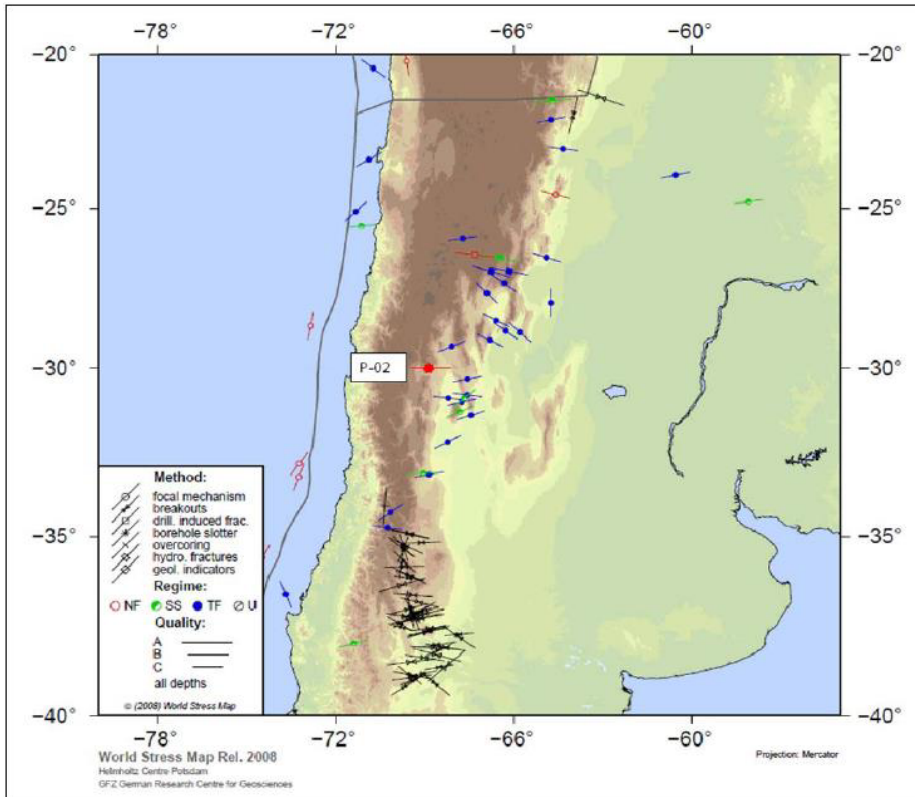 −78° −72° −66° −60°
−20° −20°
−25° −25°
−30° −30°
−35° −35°
−40° −40°
P-02
Method:
focal mechanism
breakouts
drill. induced frac.
borehole slotter
overcoring
hydro. fractures
geol. indicators
Regime:
NF SS TF U
Quality:
A
B
C
all depths
© (2008) World Stress Map
−78° −72° −66° −60°
World Stress Map Rel. 2008
Helmholtz Centre Potsdam
GFZ German Research Centre for Geosciences
Projection: Mercator